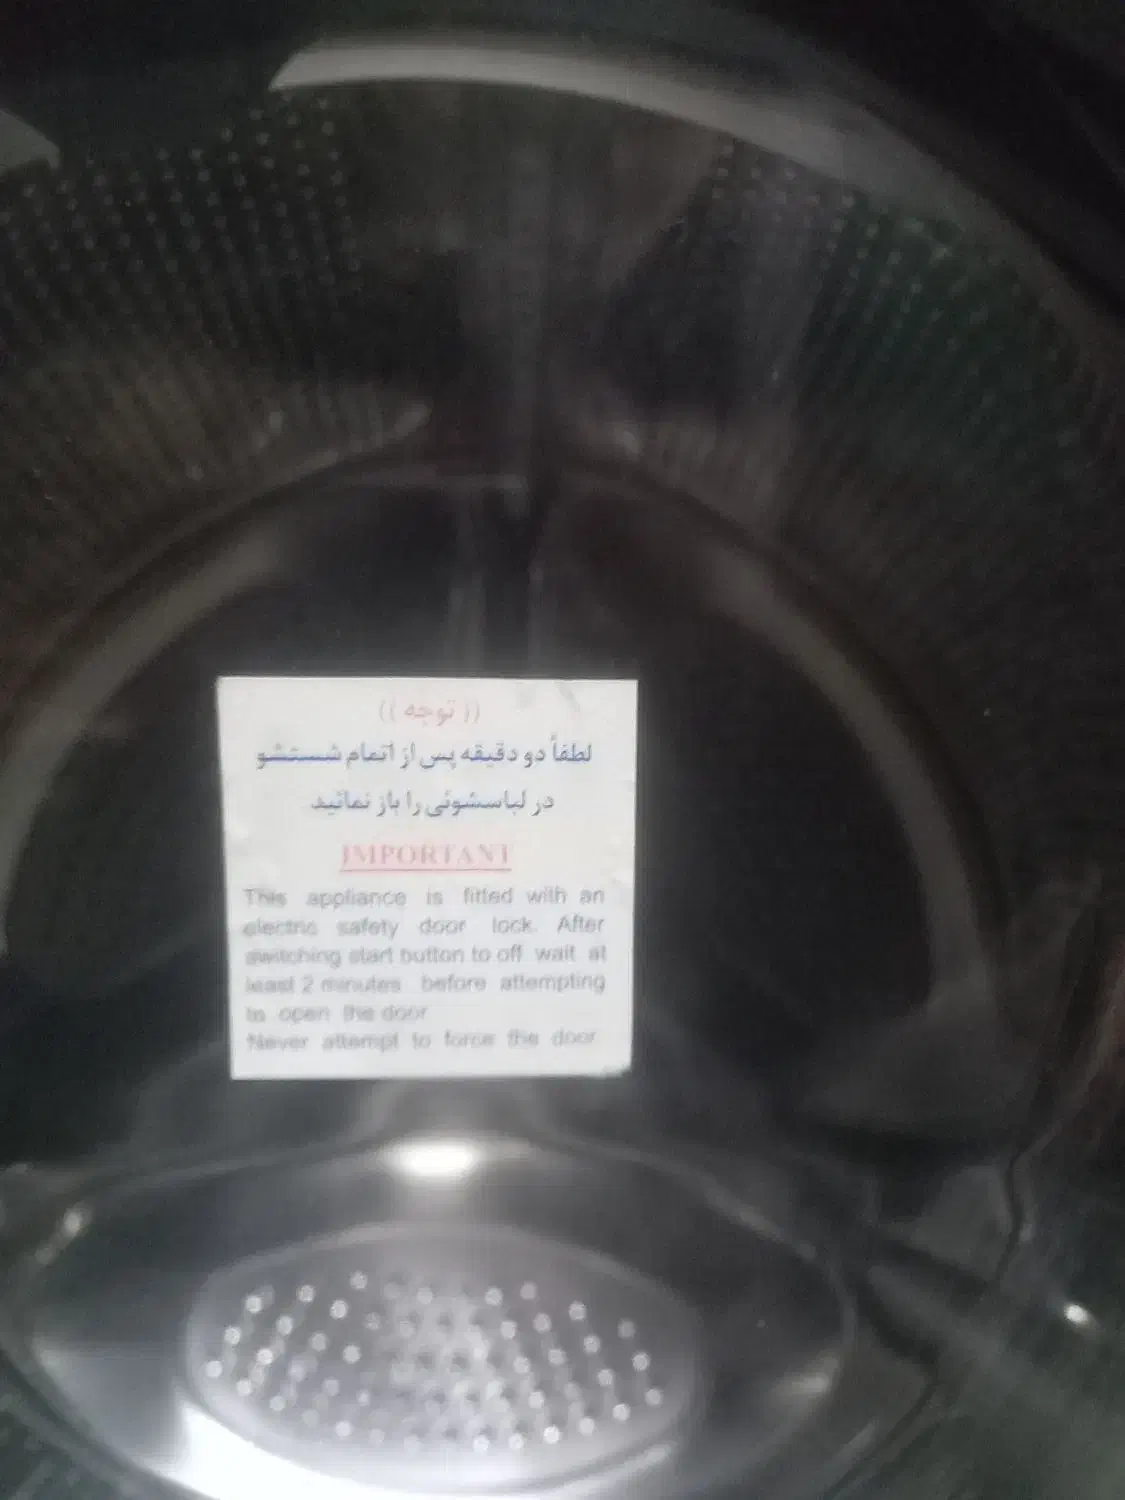 (( توجه ))
لطفاً دو دقیقه پس از اتمام شستشو
در لباسشوئی را باز نمائید.
IMPORTANT
This appliance is fitted with an
electric safety door lock. After
switching start button to off wait at
least 2 minutes before attempting
to open the door
Never attempt to force the door